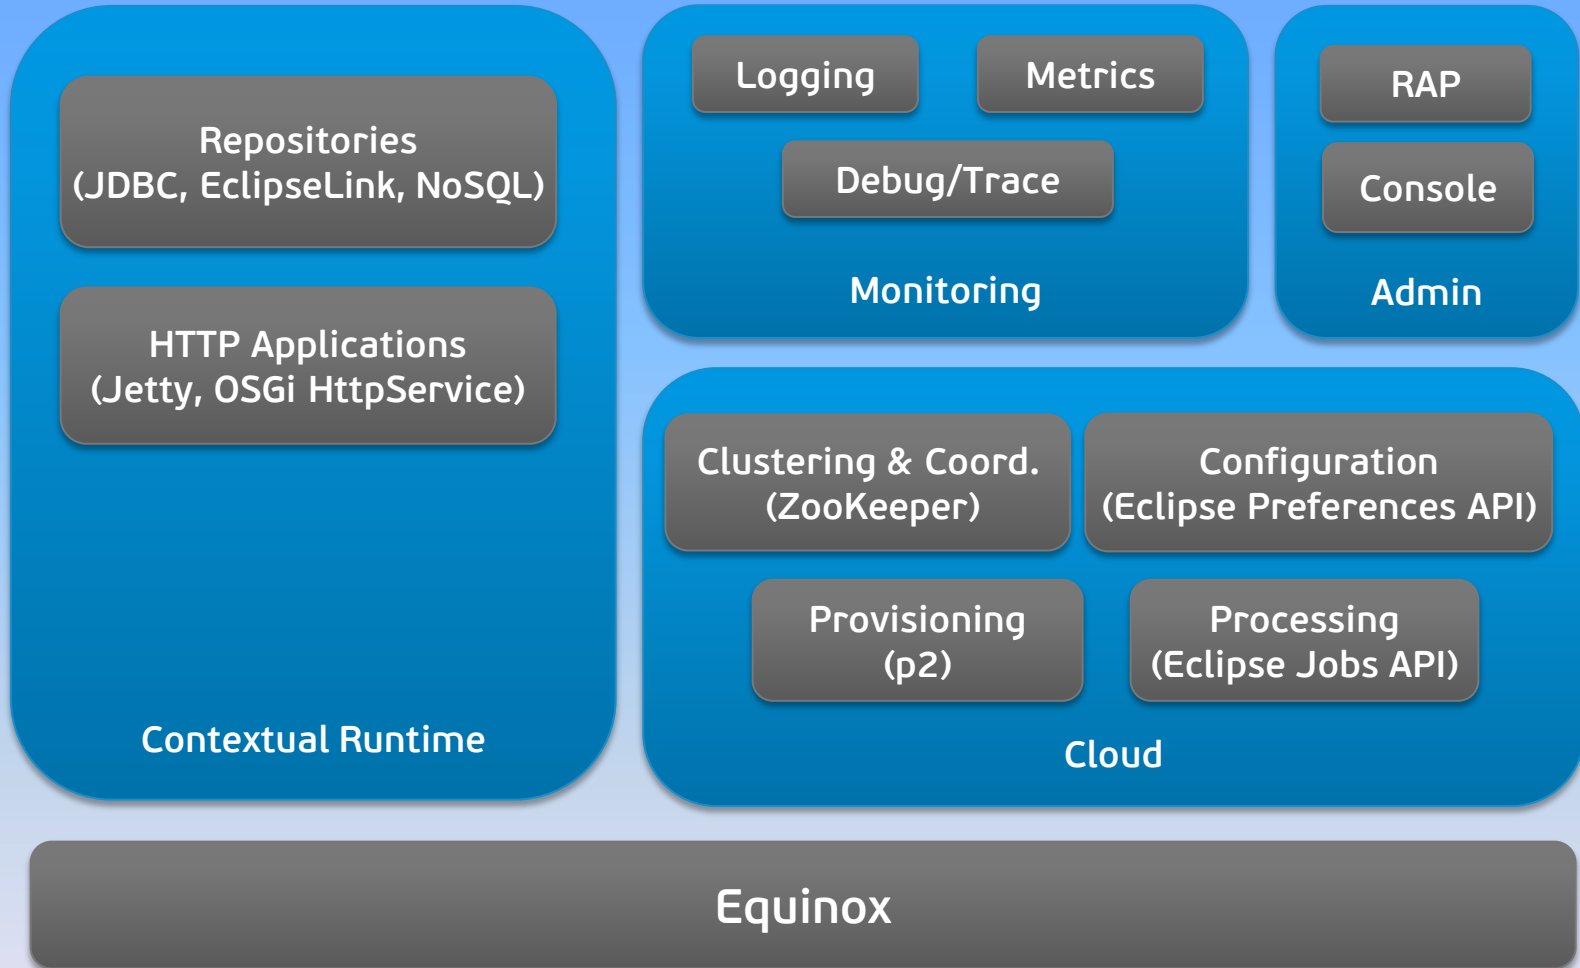 Repositories
(JDBC, EclipseLink, NoSQL)
HTTP Applications
(Jetty, OSGi HttpService)
Contextual Runtime
Logging
Metrics
Debug/Trace
Monitoring
RAP
Console
Admin
Clustering & Coord.
(ZooKeeper)
Configuration
(Eclipse Preferences API)
Provisioning
(p2)
Processing
(Eclipse Jobs API)
Cloud
Equinox